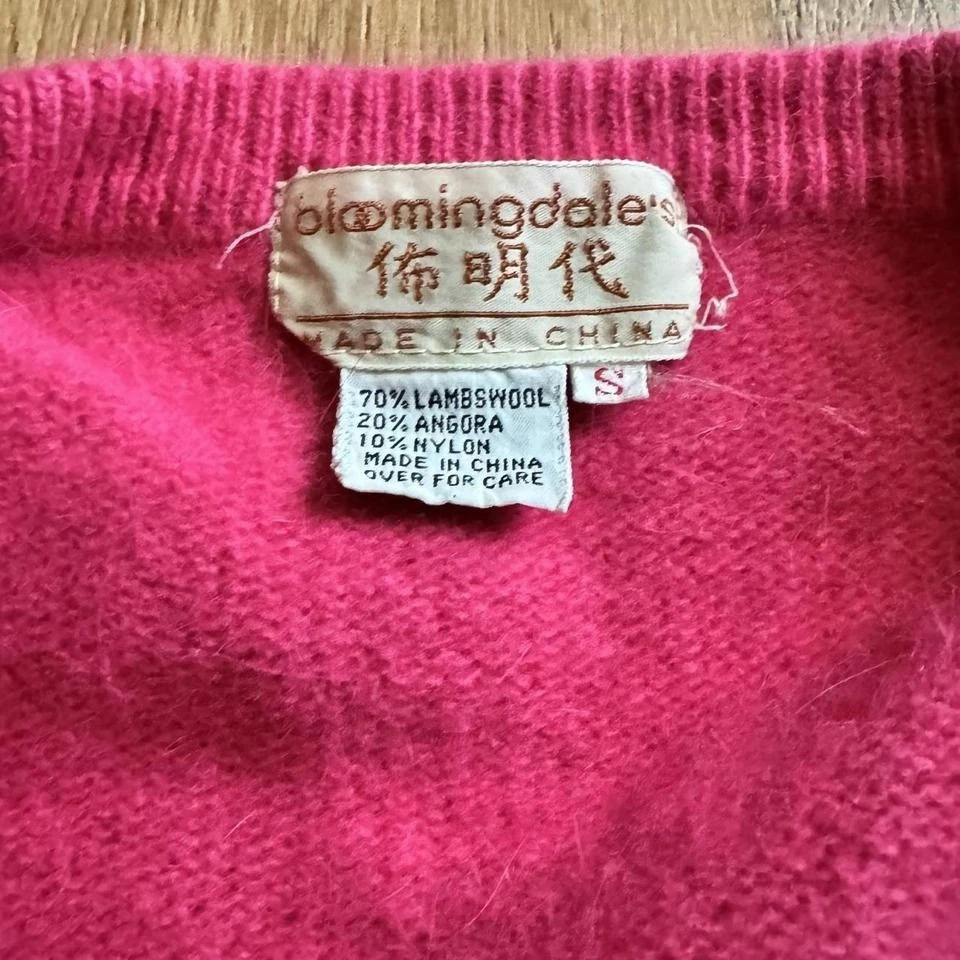 bloomingdale's
佈明代
MADE IN CHINA
S
70% LAMBSWOOL
20% ANGORA
10% NYLON
MADE IN CHINA
OVER FOR CARE